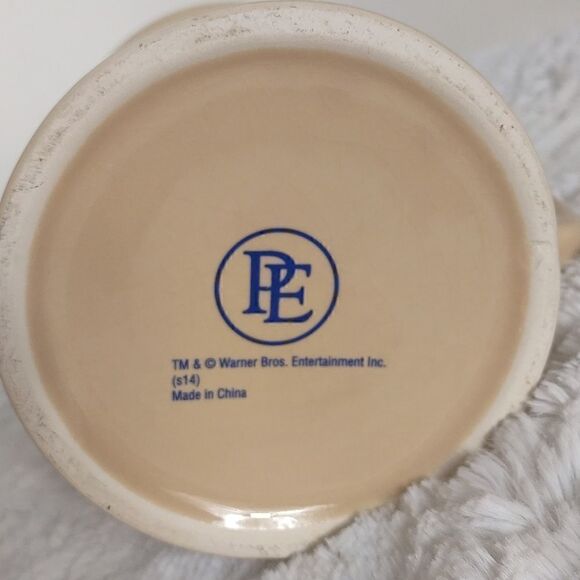 PE
TM & © Warner Bros. Entertainment Inc.
(s14)
Made in China